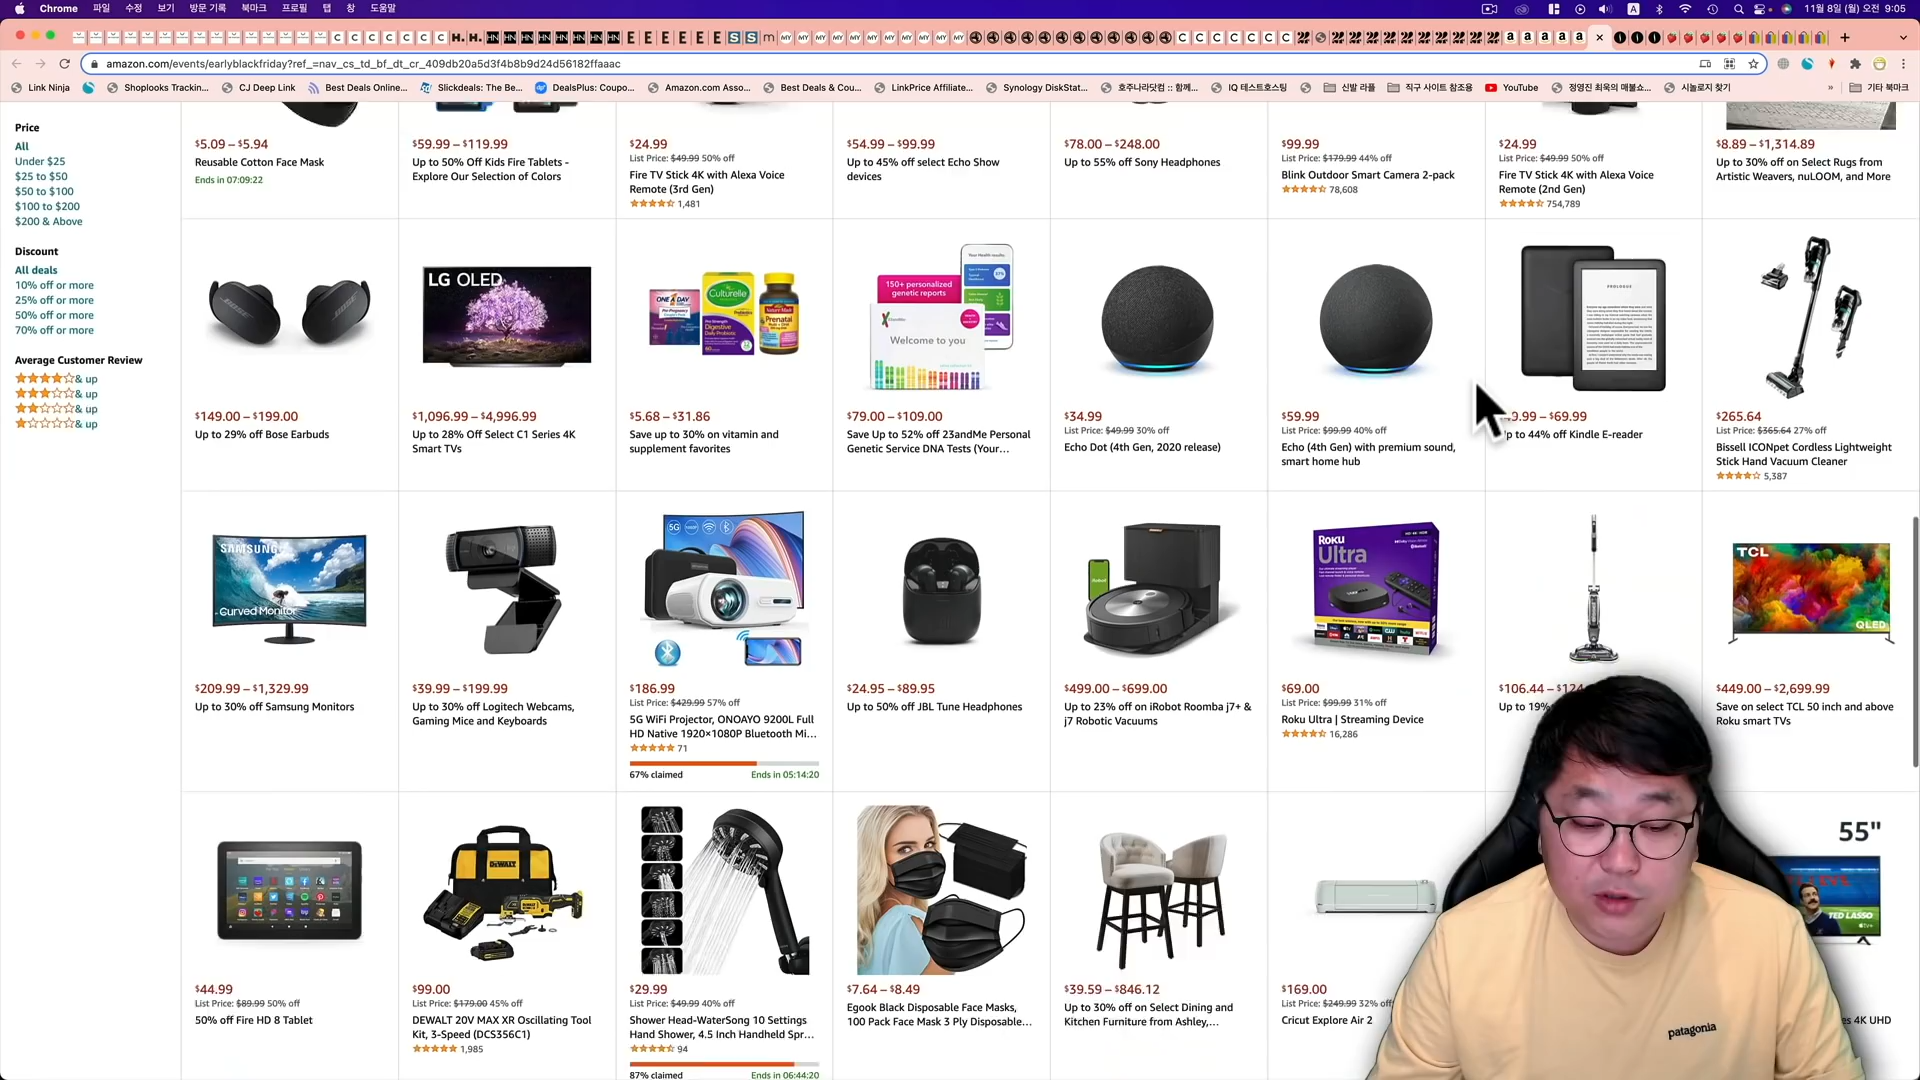 Chrome 파일 수정 보기 방문 기록 북마크 프로필 탭 창 도움말
11월 8일 (월) 오전 9:05
amazon.com/events/earlyblackfriday?ref_=nav_cs_td_bf_dt_cr_409db20a5d3f4b8b9d24d56182ffaaac
Link Ninja Shoplooks Trackin... CJ Deep Link Best Deals Online... Slickdeals: The Be... DealsPlus: Coupo... Amazon.com Asso... Best Deals & Cou... LinkPrice Affiliate... Synology DiskStat... 호주나라닷컴 :: 함께... IQ 테스트호스팅 신발 라플 직구 사이트 참조용 YouTube 정영진 최욱의 매불쇼... 시놀로지 찾기 » 기타 북마크
Price
All
Under $25
$25 to $50
$50 to $100
$100 to $200
$200 & Above
Discount
All deals
10% off or more
25% off or more
50% off or more
70% off or more
Average Customer Review
& up
& up
& up
& up
$5.09 – $5.94
Reusable Cotton Face Mask
Ends in 07:09:22
$59.99 – $119.99
Up to 50% Off Kids Fire Tablets -
Explore Our Selection of Colors
$24.99
List Price: $49.99 50% off
Fire TV Stick 4K with Alexa Voice
Remote (3rd Gen)
1,481
$54.99 – $99.99
Up to 45% off select Echo Show
devices
$78.00 – $248.00
Up to 55% off Sony Headphones
$99.99
List Price: $179.99 44% off
Blink Outdoor Smart Camera 2-pack
78,608
$24.99
List Price: $49.99 50% off
Fire TV Stick 4K with Alexa Voice
Remote (2nd Gen)
754,789
$8.89 – $1,314.89
Up to 30% off on Select Rugs from
Artistic Weavers, nuLOOM, and More
BOSE
$149.00 – $199.00
Up to 29% off Bose Earbuds
LG OLED
$1,096.99 – $4,996.99
Up to 28% Off Select C1 Series 4K
Smart TVs
ONE A DAY
Culturelle
Digestive
Prenatal
$5.68 – $31.86
Save up to 30% on vitamin and
supplement favorites
150+ personalized
genetic reports
Welcome to you
$79.00 – $109.00
Save Up to 52% off 23andMe Personal
Genetic Service DNA Tests (Your...
$34.99
List Price: $49.99 30% off
Echo Dot (4th Gen, 2020 release)
$59.99
List Price: $99.99 40% off
Echo (4th Gen) with premium sound,
smart home hub
PROLOGUE
9.99 – $69.99
p to 44% off Kindle E-reader
$265.64
List Price: $365.64 27% off
Bissell ICONpet Cordless Lightweight
Stick Hand Vacuum Cleaner
5,387
SAMSUNG
Curved Monitor
$209.99 – $1,329.99
Up to 30% off Samsung Monitors
$39.99 – $199.99
Up to 30% off Logitech Webcams,
Gaming Mice and Keyboards
5G
$186.99
List Price: $429.99 57% off
5G WiFi Projector, ONOAYO 9200L Full
HD Native 1920×1080P Bluetooth Mi...
71
67% claimed Ends in 05:14:20
$24.95 – $89.95
Up to 50% off JBL Tune Headphones
$499.00 – $699.00
Up to 23% off on iRobot Roomba j7+ &
j7 Robotic Vacuums
Roku
Ultra
$69.00
List Price: $99.99 31% off
Roku Ultra | Streaming Device
16,286
$106.44 – $124
Up to 19%
TCL
QLED
$449.00 – $2,699.99
Save on select TCL 50 inch and above
Roku smart TVs
$44.99
List Price: $89.99 50% off
50% off Fire HD 8 Tablet
DEWALT
$99.00
List Price: $179.00 45% off
DEWALT 20V MAX XR Oscillating Tool
Kit, 3-Speed (DCS356C1)
1,985
$29.99
List Price: $49.99 40% off
Shower Head-WaterSong 10 Settings
Hand Shower, 4.5 Inch Handheld Spr...
94
87% claimed Ends in 06:44:20
$7.64 – $8.49
Egook Black Disposable Face Masks,
100 Pack Face Mask 3 Ply Disposable...
$39.59 – $846.12
Up to 30% off on Select Dining and
Kitchen Furniture from Ashley,...
$169.00
List Price: $249.99 32% off
Cricut Explore Air 2
55"
TED LASSO
s 4K UHD
patagonia